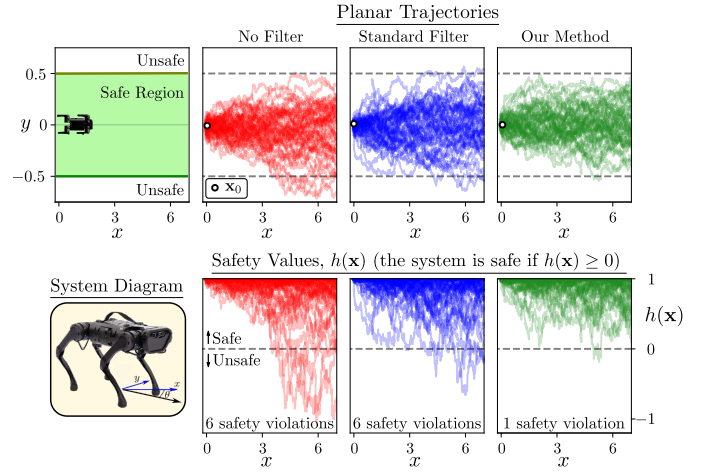 Planar Trajectories
No Filter
Standard Filter
Our Method
Unsafe
0.5
Safe Region
y
0
−0.5
Unsafe
x₀
0
3
6
0
3
6
0
3
6
0
3
6
x
x
x
x
Safety Values, h(x) (the system is safe if h(x) ≥ 0)
System Diagram
1
h(x)
Safe
0
Unsafe
y
x
θ
−1
6 safety violations
6 safety violations
1 safety violation
0
3
6
0
3
6
0
3
6
x
x
x